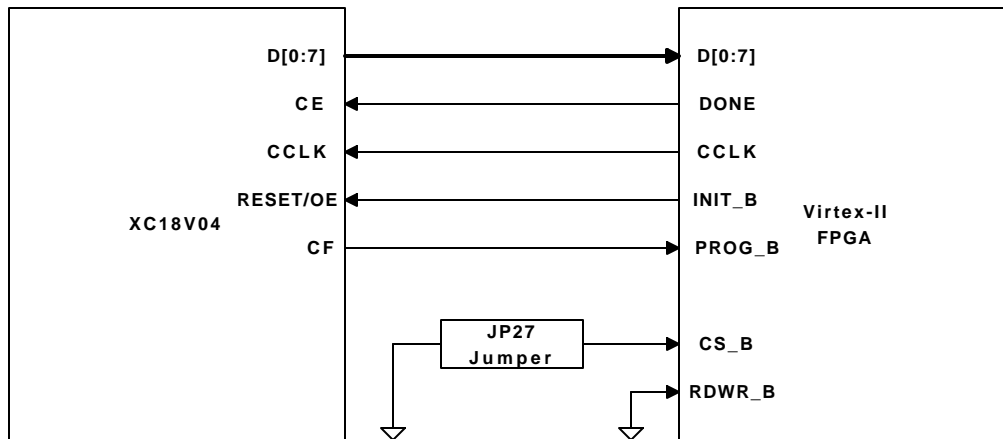 D[0:7] D[0:7]
CE DONE
CCLK CCLK
RESET/OE INIT_B
XC18V04
Virtex-II
FPGA
CF PROG_B
JP27
Jumper
CS_B
RDWR_B